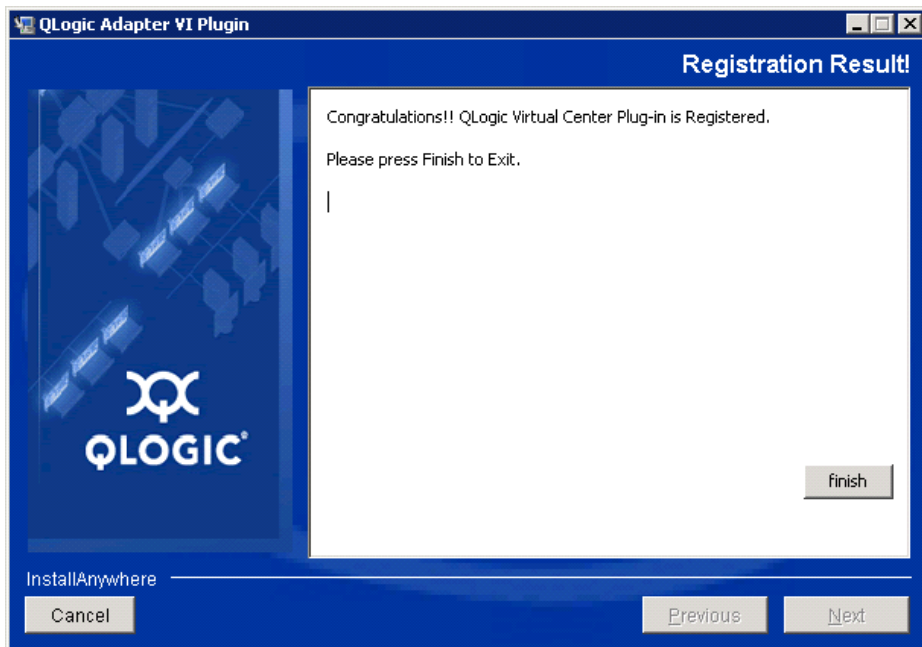 QLogic Adapter VI Plugin
Registration Result!
Congratulations!! QLogic Virtual Center Plug-in is Registered.
Please press Finish to Exit.
QLOGIC®
finish
InstallAnywhere
Cancel
Previous
Next